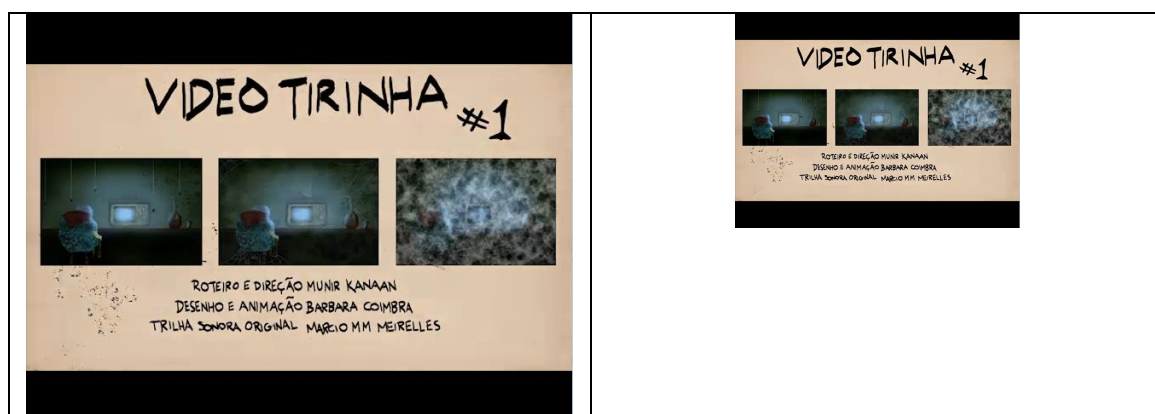 VIDEO TIRINHA #1
ROTEIRO E DIREÇÃO MUNIR KANAAN
DESENHO E ANIMAÇÃO BARBARA COIMBRA
TRILHA SONORA ORIGINAL MARCIO MM MEIRELLES
VIDEO TIRINHA #1
ROTEIRO E DIREÇÃO MUNIR KANAAN
DESENHO E ANIMAÇÃO BARBARA COIMBRA
TRILHA SONORA ORIGINAL MARCIO MM MEIRELLES